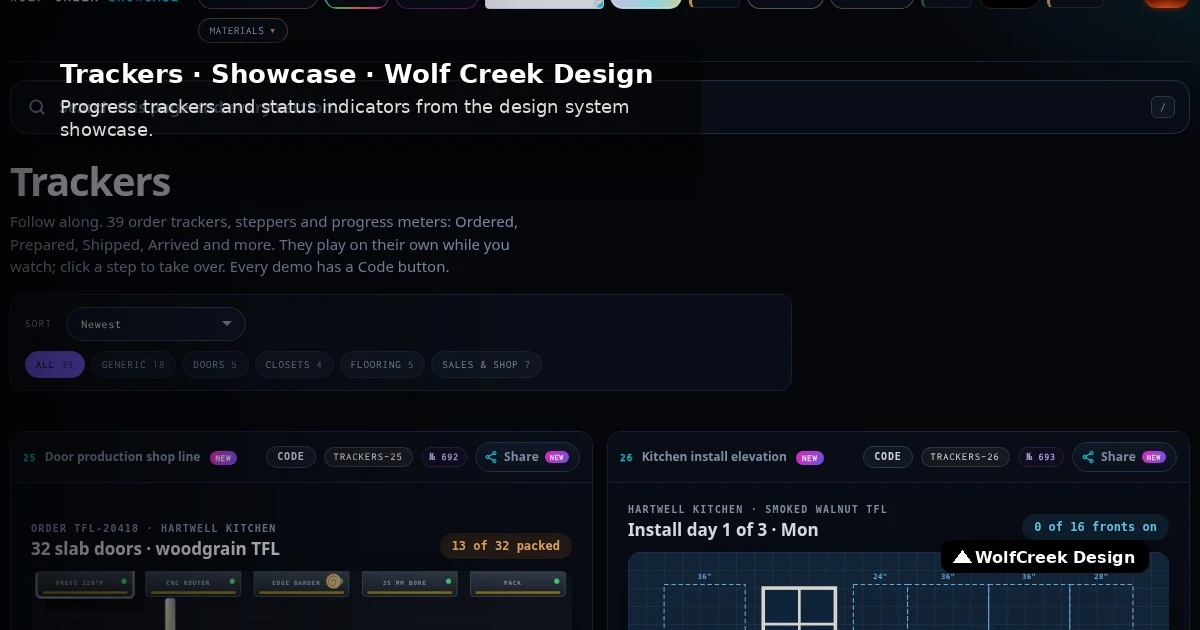 MATERIALS ▾
Trackers · Showcase · Wolf Creek Design
Progress trackers and status indicators from the design system
showcase.
/
Trackers
Follow along. 39 order trackers, steppers and progress meters: Ordered,
Prepared, Shipped, Arrived and more. They play on their own while you
watch; click a step to take over. Every demo has a Code button.
SORT Newest
ALL 39 GENERIC 18 DOORS 5 CLOSETS 4 FLOORING 5 SALES & SHOP 7
25 Door production shop line NEW CODE TRACKERS-25 № 692 Share NEW
26 Kitchen install elevation NEW CODE TRACKERS-26 № 693 Share NEW
ORDER TFL-20418 · HARTWELL KITCHEN
32 slab doors · woodgrain TFL
13 of 32 packed
PRESS 220°F CNC ROUTER EDGE BANDER 35 MM BORE PACK
HARTWELL KITCHEN · SMOKED WALNUT TFL
Install day 1 of 3 · Mon
0 of 16 fronts on
WolfCreek Design
36" 24" 36" 36" 28"